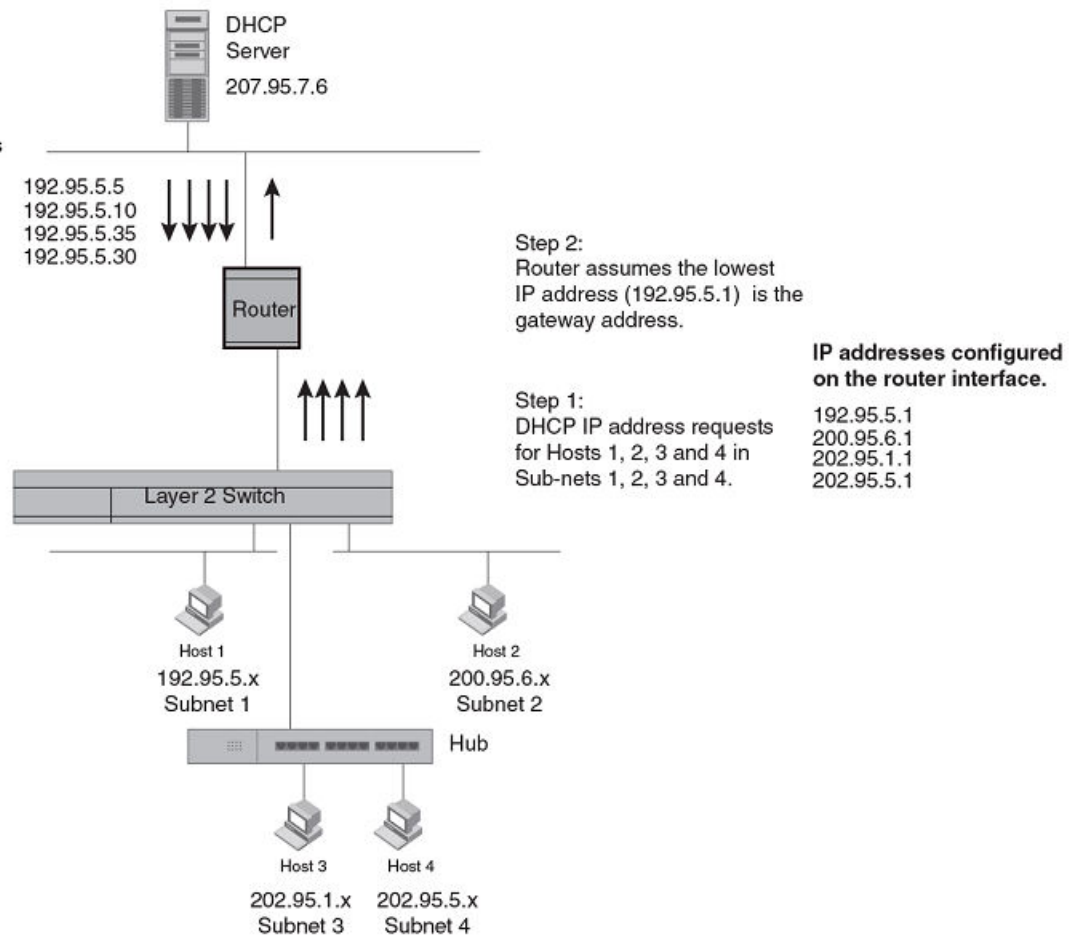 DHCP
Server
207.95.7.6
s
192.95.5.5
192.95.5.10
192.95.5.35
192.95.5.30
Router
Step 2:
Router assumes the lowest
IP address (192.95.5.1) is the
gateway address.
IP addresses configured
on the router interface.
192.95.5.1
200.95.6.1
202.95.1.1
202.95.5.1
Step 1:
DHCP IP address requests
for Hosts 1, 2, 3 and 4 in
Sub-nets 1, 2, 3 and 4.
Layer 2 Switch
Host 1
192.95.5.x
Subnet 1
Host 2
200.95.6.x
Subnet 2
Hub
Host 3
202.95.1.x
Subnet 3
Host 4
202.95.5.x
Subnet 4